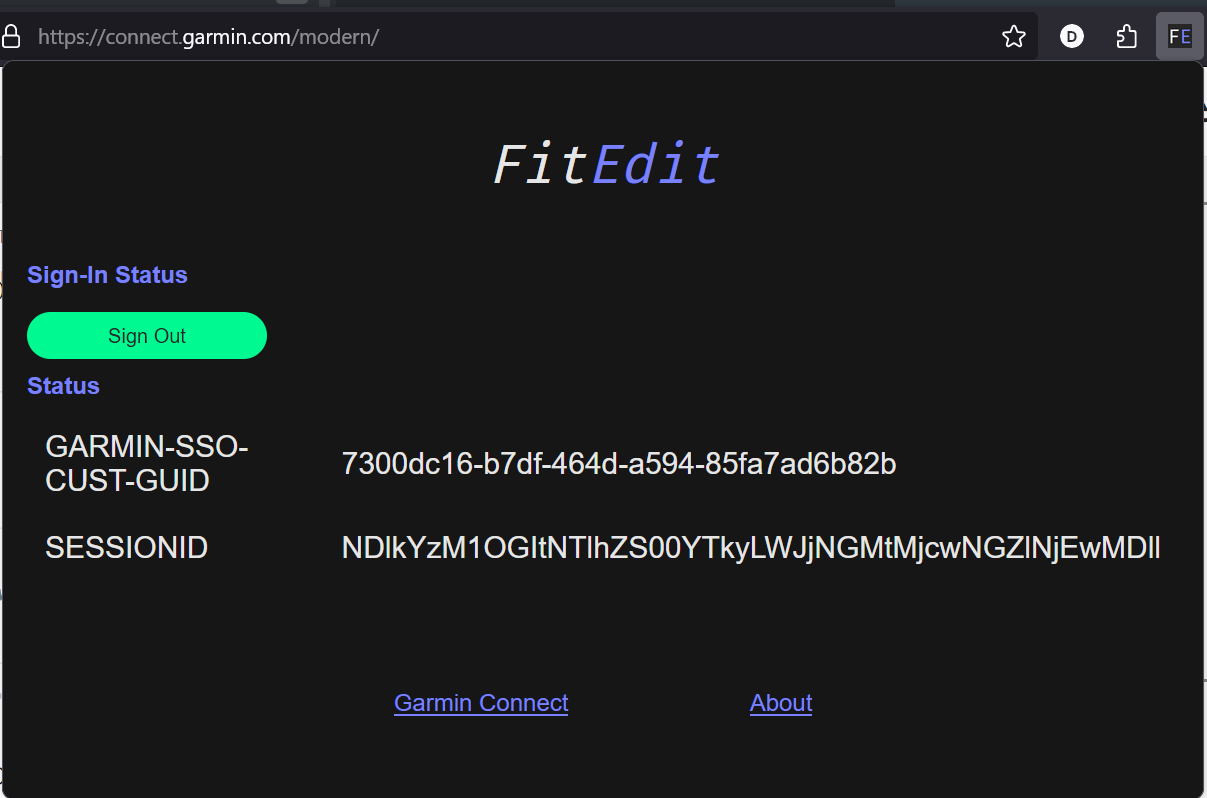 https://connect.garmin.com/modern/
D
FE
FitEdit
Sign-In Status
Sign Out
Status
GARMIN-SSO-
CUST-GUID
7300dc16-b7df-464d-a594-85fa7ad6b82b
SESSIONID
NDlkYzM1OGItNTlhZS00YTkyLWJjNGMtMjcwNGZlNjEwMDll
Garmin Connect
About